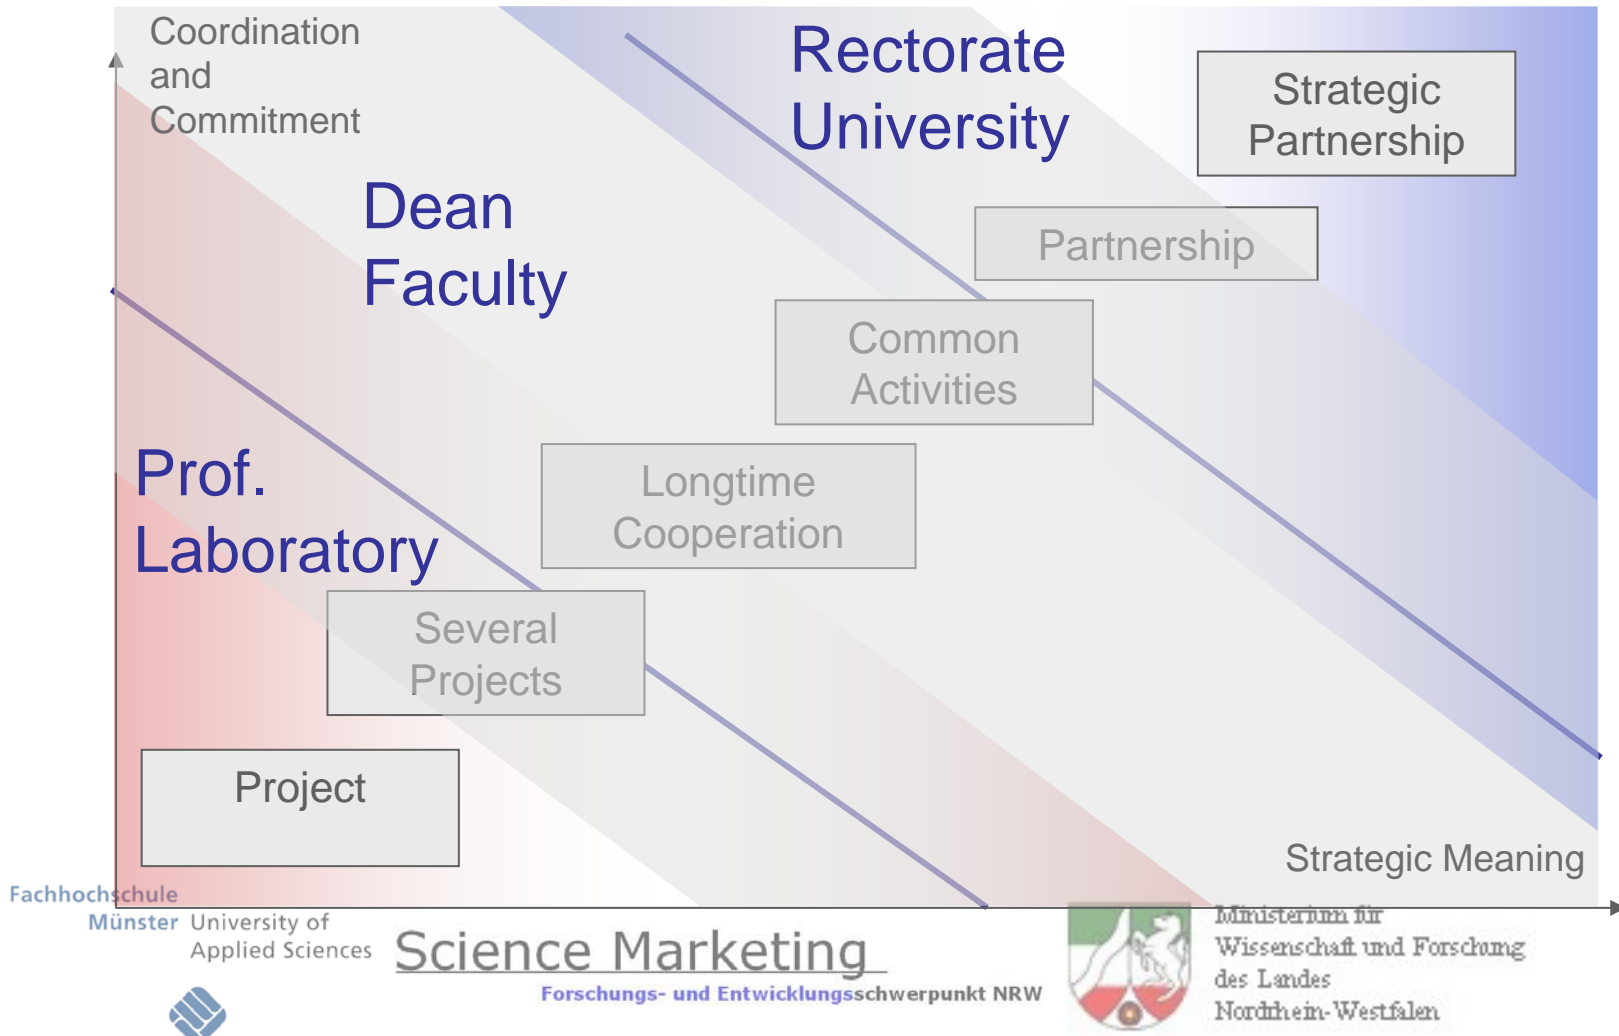 Coordination
and
Commitment
Rectorate
University
Strategic
Partnership
Dean
Faculty
Partnership
Common
Activities
Prof.
Laboratory
Longtime
Cooperation
Several
Projects
Project
Strategic Meaning
Fachhochschule
Münster University of
Applied Sciences
Science Marketing
Forschungs- und Entwicklungsschwerpunkt NRW
Ministerium für
Wissenschaft und Forschung
des Landes
Nordrhein-Westfalen